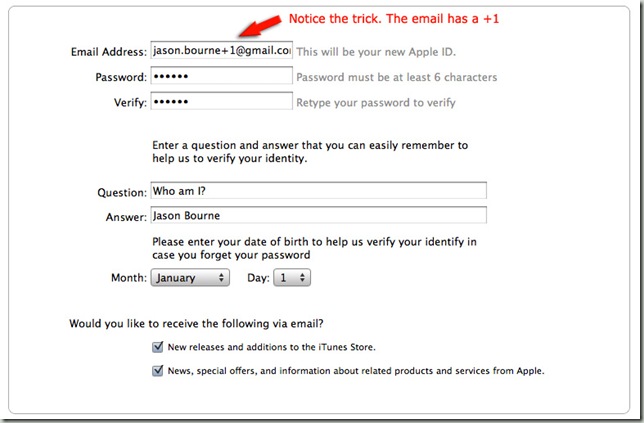 Notice the trick. The email has a +1
Email Address: jason.bourne+1@gmail.co This will be your new Apple ID.
Password: •••••• Password must be at least 6 characters
Verify: •••••• Retype your password to verify
Enter a question and answer that you can easily remember to
help us to verify your identity.
Question: Who am I?
Answer: Jason Bourne
Please enter your date of birth to help us verify your identify in
case you forget your password
Month: January Day: 1
Would you like to receive the following via email?
New releases and additions to the iTunes Store.
News, special offers, and information about related products and services from Apple.